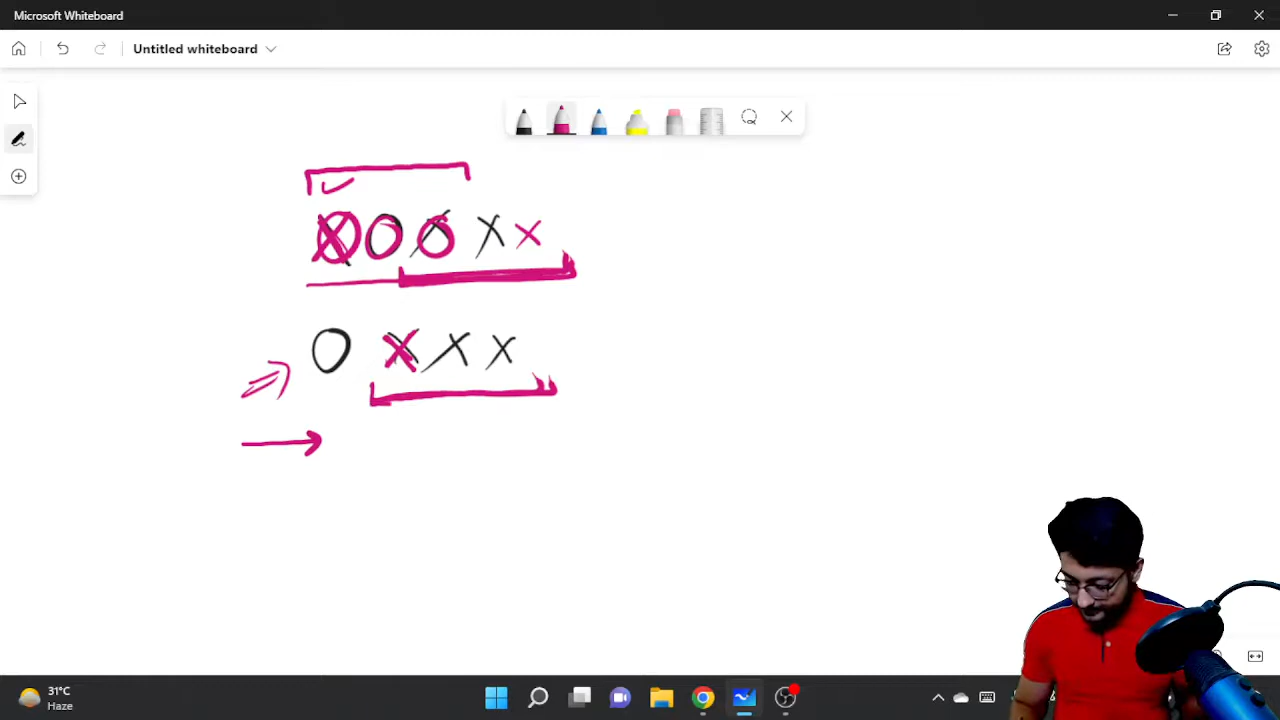 Microsoft Whiteboard
Untitled whiteboard
X O O X X
O X X X
31°C
Haze